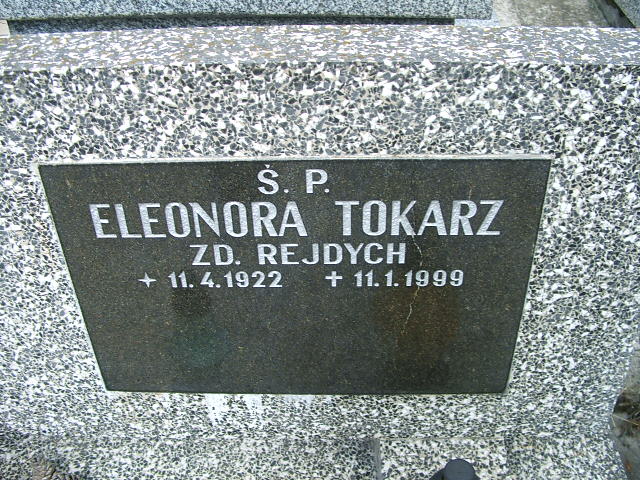 Š. P.
ELEONORA TOKARZ
ZD. REJDYCH
✦ 11.4.1922 ✝ 11.1.1999